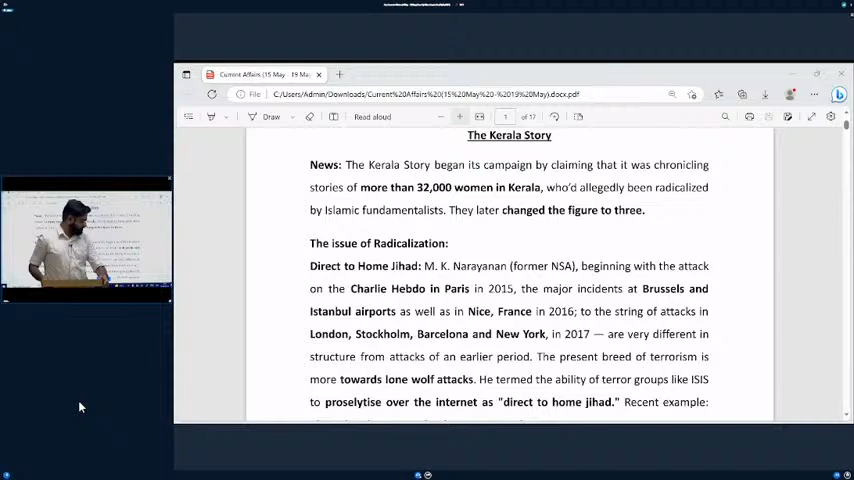 Current Affairs (15 May - 19 May
File
C:/Users/Admin/Downloads/Current%20Affairs%20(15%20May%20-%2019%20May).docx.pdf
Draw
Read aloud
1
of 17
The Kerala Story
News: The Kerala Story began its campaign by claiming that it was chronicling
stories of more than 32,000 women in Kerala, who'd allegedly been radicalized
by Islamic fundamentalists. They later changed the figure to three.
The issue of Radicalization:
Direct to Home Jihad: M. K. Narayanan (former NSA), beginning with the attack
on the Charlie Hebdo in Paris in 2015, the major incidents at Brussels and
Istanbul airports as well as in Nice, France in 2016; to the string of attacks in
London, Stockholm, Barcelona and New York, in 2017 — are very different in
structure from attacks of an earlier period. The present breed of terrorism is
more towards lone wolf attacks. He termed the ability of terror groups like ISIS
to proselytise over the internet as "direct to home jihad." Recent example: